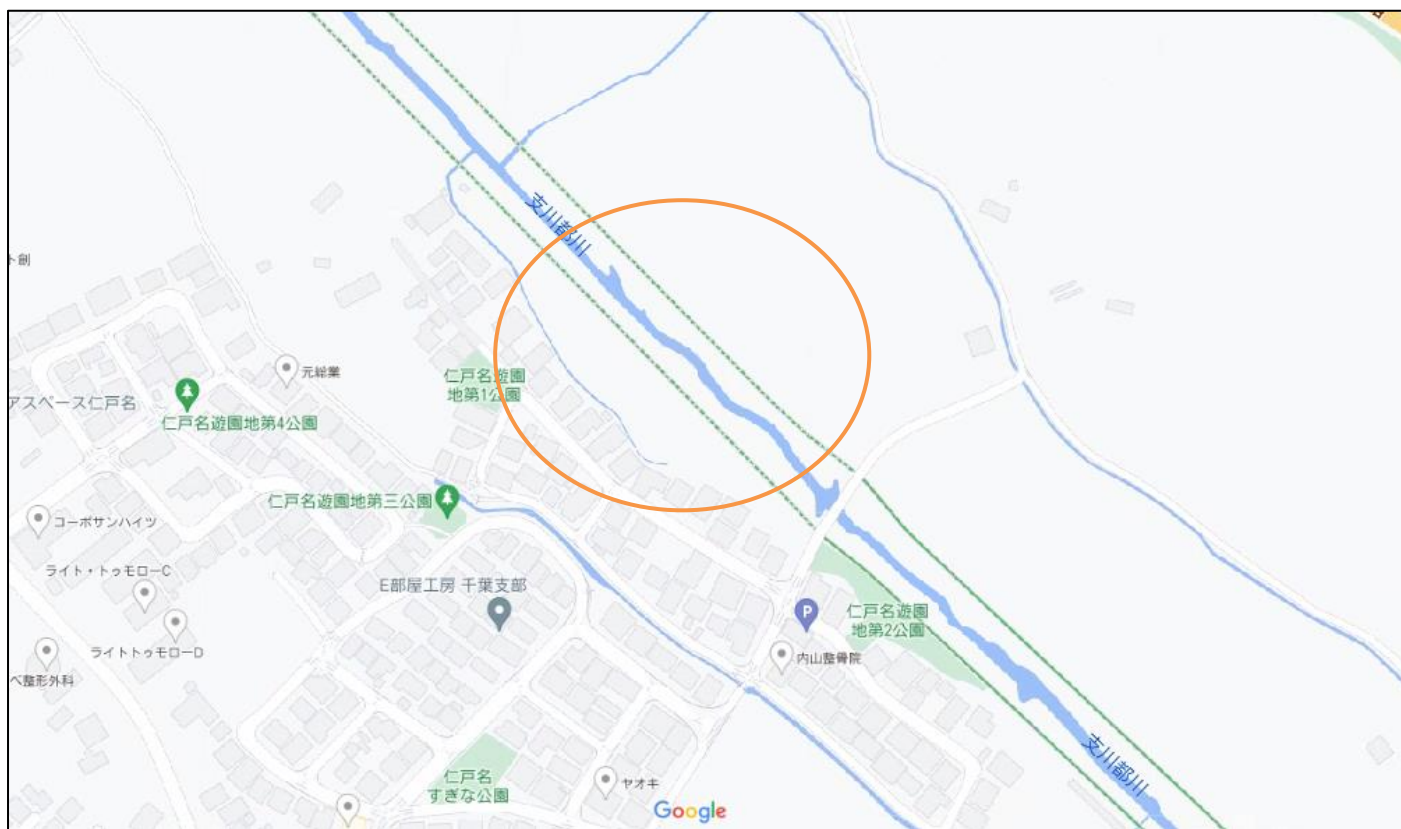 支川都川
ト創
元総業
仁戸名遊園
地第1公園
アスペース仁戸名
仁戸名遊園地第4公園
仁戸名遊園地第三公園
コーポサンハイツ
ライト・トゥモローC
E部屋工房 千葉支部
ライトトゥモローD
べ整形外科
P
仁戸名遊園
地第2公園
内山整骨院
支川都川
仁戸名
すぎな公園
ヤオキ
Google